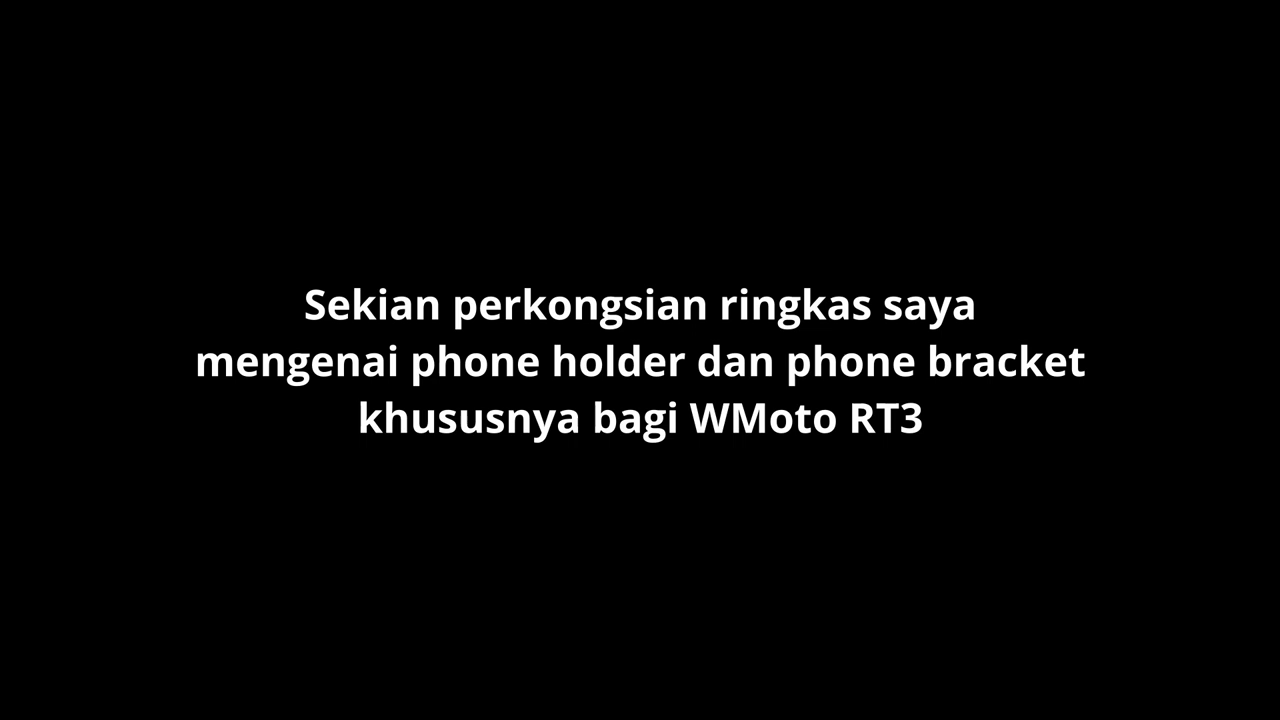 Sekian perkongsian ringkas saya
mengenai phone holder dan phone bracket
khususnya bagi WMoto RT3